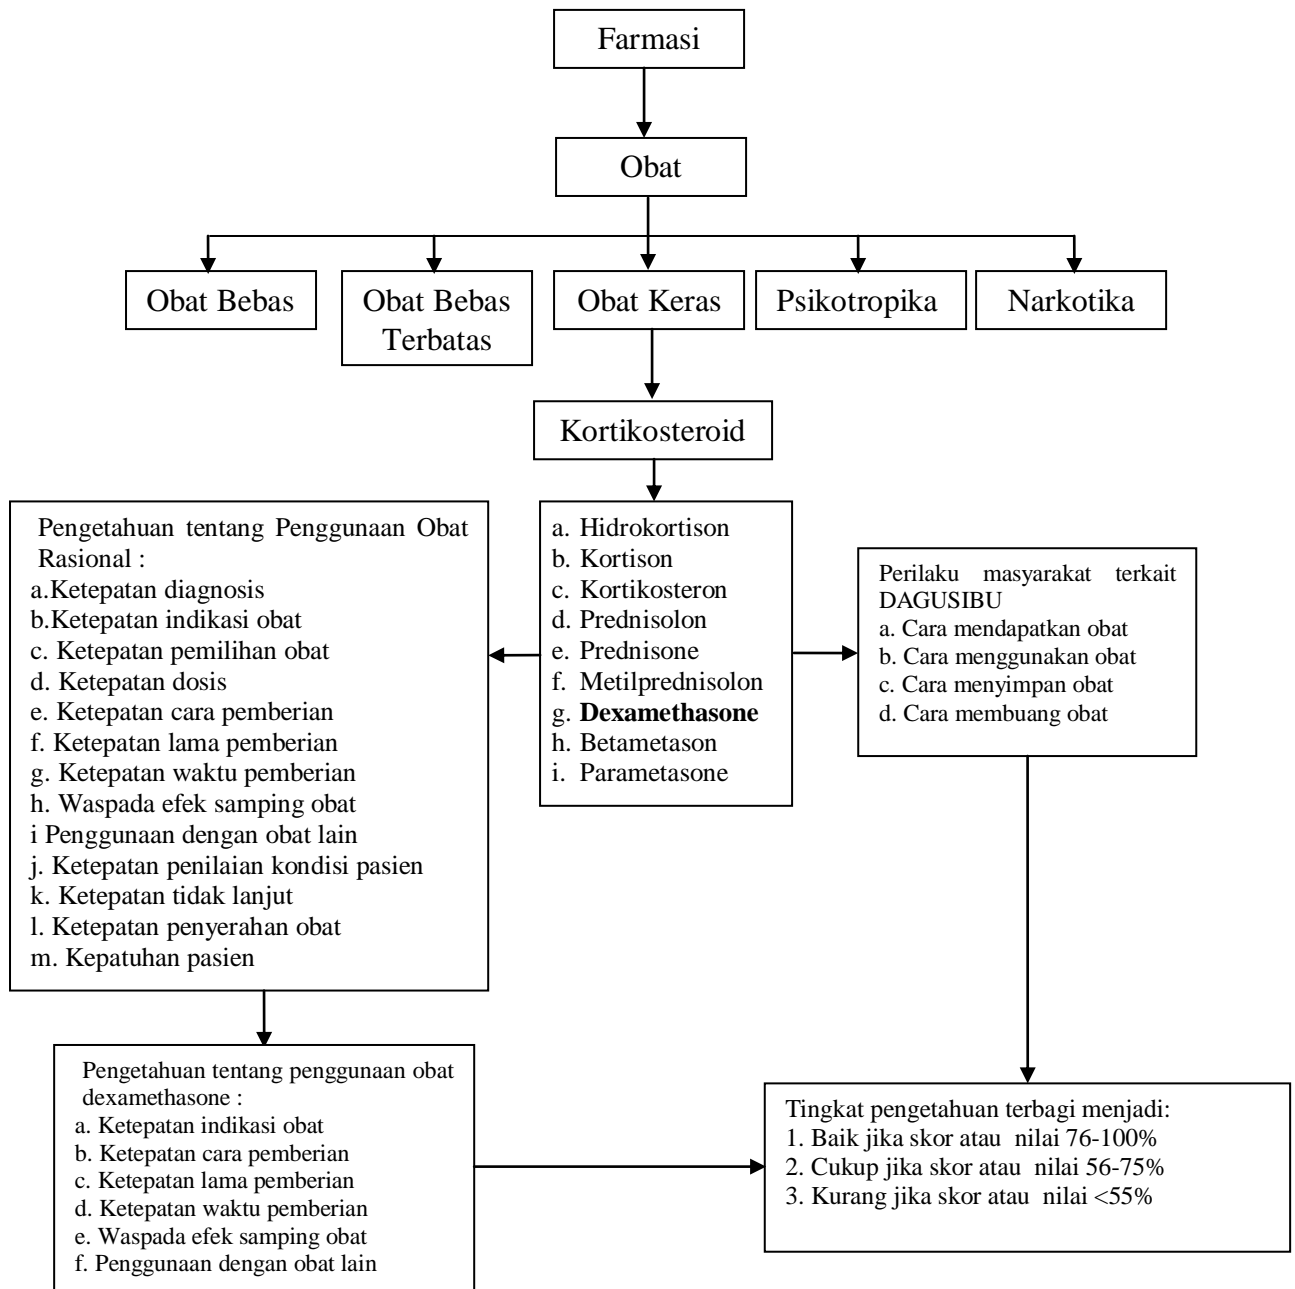 Farmasi
Obat
Obat Bebas
Obat Bebas
Terbatas
Obat Keras
Psikotropika
Narkotika
Kortikosteroid
Pengetahuan tentang Penggunaan Obat
Rasional :
a.Ketepatan diagnosis
b.Ketepatan indikasi obat
c. Ketepatan pemilihan obat
d. Ketepatan dosis
e. Ketepatan cara pemberian
f. Ketepatan lama pemberian
g. Ketepatan waktu pemberian
h. Waspada efek samping obat
i Penggunaan dengan obat lain
j. Ketepatan penilaian kondisi pasien
k. Ketepatan tidak lanjut
l. Ketepatan penyerahan obat
m. Kepatuhan pasien
a. Hidrokortison
b. Kortison
c. Kortikosteron
d. Prednisolon
e. Prednisone
f. Metilprednisolon
g. Dexamethasone
h. Betametason
i. Parametasone
Perilaku masyarakat terkait
DAGUSIBU
a. Cara mendapatkan obat
b. Cara menggunakan obat
c. Cara menyimpan obat
d. Cara membuang obat
Pengetahuan tentang penggunaan obat
dexamethasone :
a. Ketepatan indikasi obat
b. Ketepatan cara pemberian
c. Ketepatan lama pemberian
d. Ketepatan waktu pemberian
e. Waspada efek samping obat
f. Penggunaan dengan obat lain
Tingkat pengetahuan terbagi menjadi:
1. Baik jika skor atau nilai 76-100%
2. Cukup jika skor atau nilai 56-75%
3. Kurang jika skor atau nilai <55%